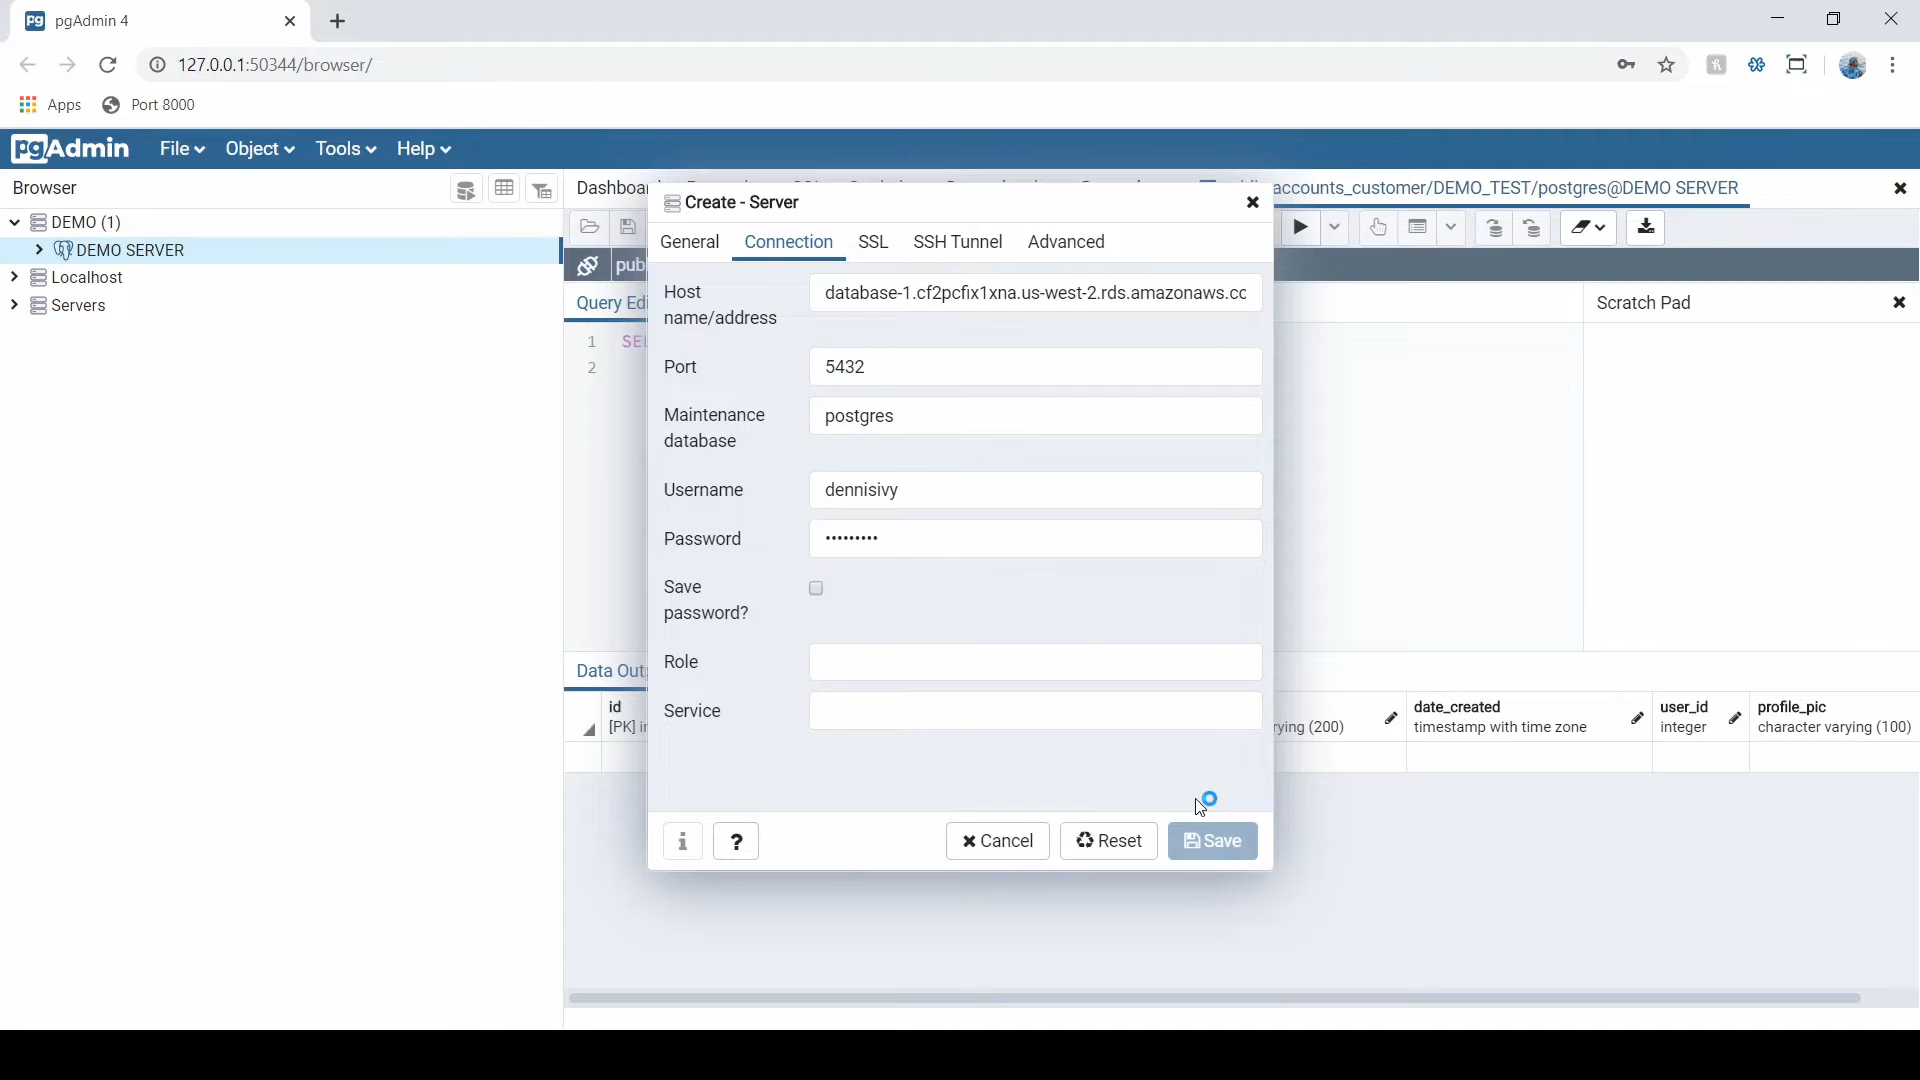 pgAdmin 4
127.0.0.1:50344/browser/
Apps Port 8000
pgAdmin File Object Tools Help
Browser
Dashboar
accounts_customer/DEMO_TEST/postgres@DEMO SERVER
DEMO (1)
DEMO SERVER
Localhost
Servers
Create - Server
General Connection SSL SSH Tunnel Advanced
Host
name/address
database-1.cf2pcfix1xna.us-west-2.rds.amazonaws.cc
Port 5432
Maintenance
database
postgres
Username dennisivy
Password •••••••••
Save
password?
Role
Service
? Cancel Reset Save
pub
Query Edi
Scratch Pad
1 SEL
2
Data Out
id
[PK] i
rying (200)
date_created
timestamp with time zone
user_id
integer
profile_pic
character varying (100)